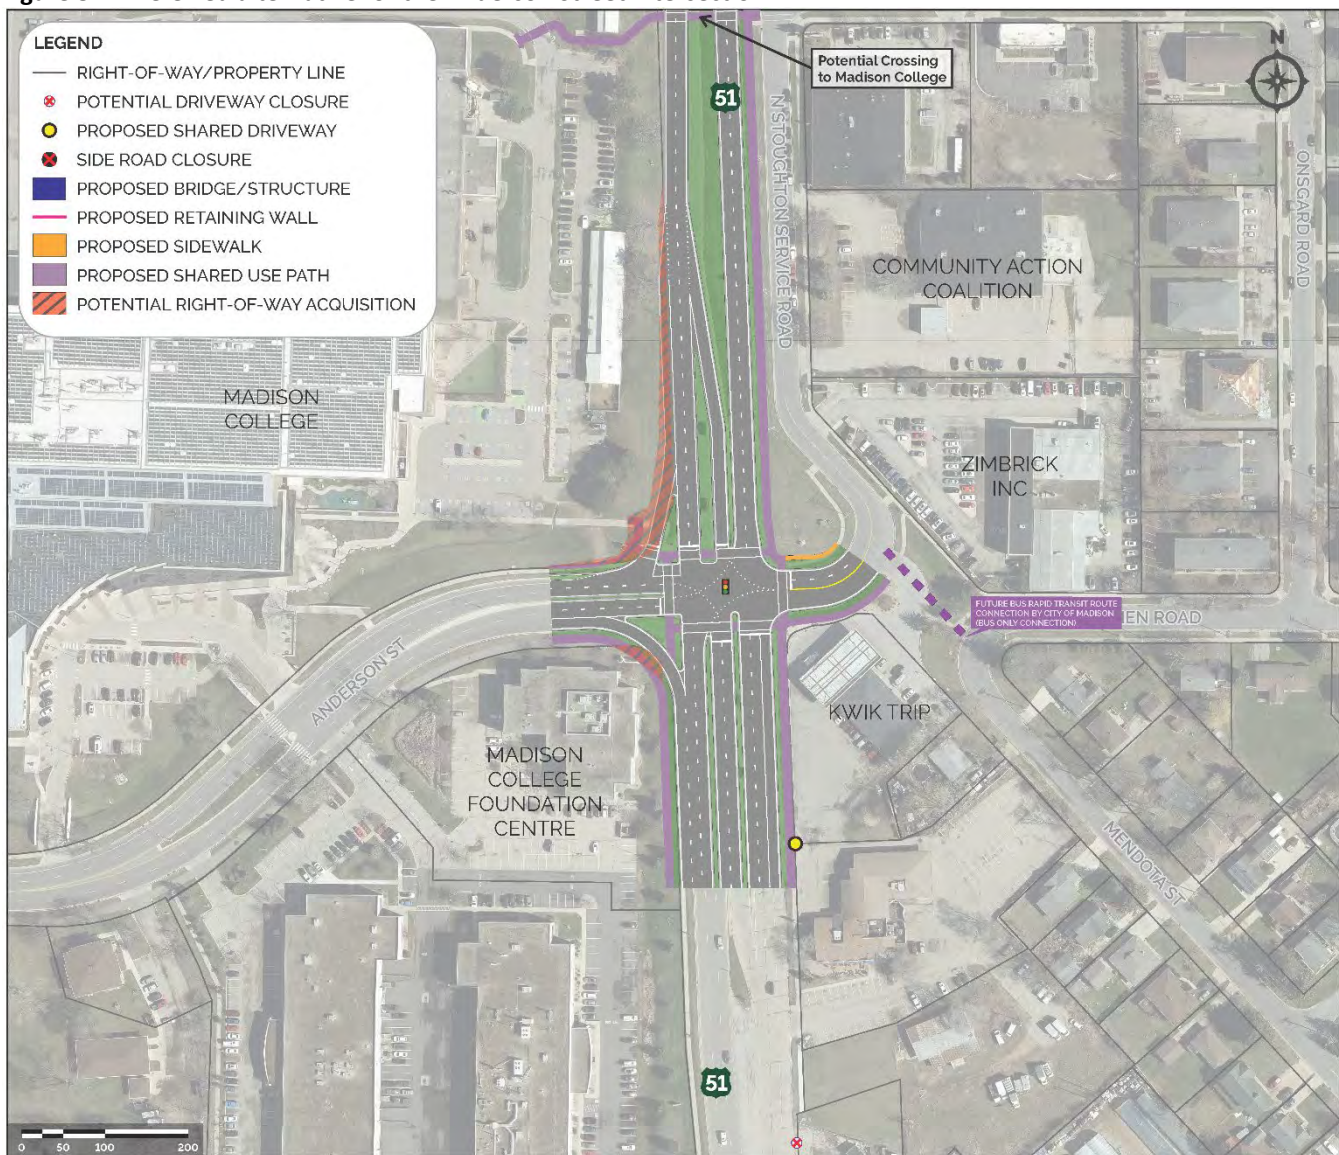 LEGEND
RIGHT-OF-WAY/PROPERTY LINE
POTENTIAL DRIVEWAY CLOSURE
PROPOSED SHARED DRIVEWAY
SIDE ROAD CLOSURE
PROPOSED BRIDGE/STRUCTURE
PROPOSED RETAINING WALL
PROPOSED SIDEWALK
PROPOSED SHARED USE PATH
POTENTIAL RIGHT-OF-WAY ACQUISITION
Potential Crossing
to Madison College
N
51
N STOUGHTON SERVICE ROAD
ONSGARD ROAD
COMMUNITY ACTION
COALITION
MADISON
COLLEGE
ZIMBRICK
INC
FUTURE BUS RAPID TRANSIT ROUTE
CONNECTION BY CITY OF MADISON
(BUS ONLY CONNECTION)
ROAD
ANDERSON ST
KWIK TRIP
MADISON
COLLEGE
FOUNDATION
CENTRE
MENDOTA ST
51
0 50 100 200